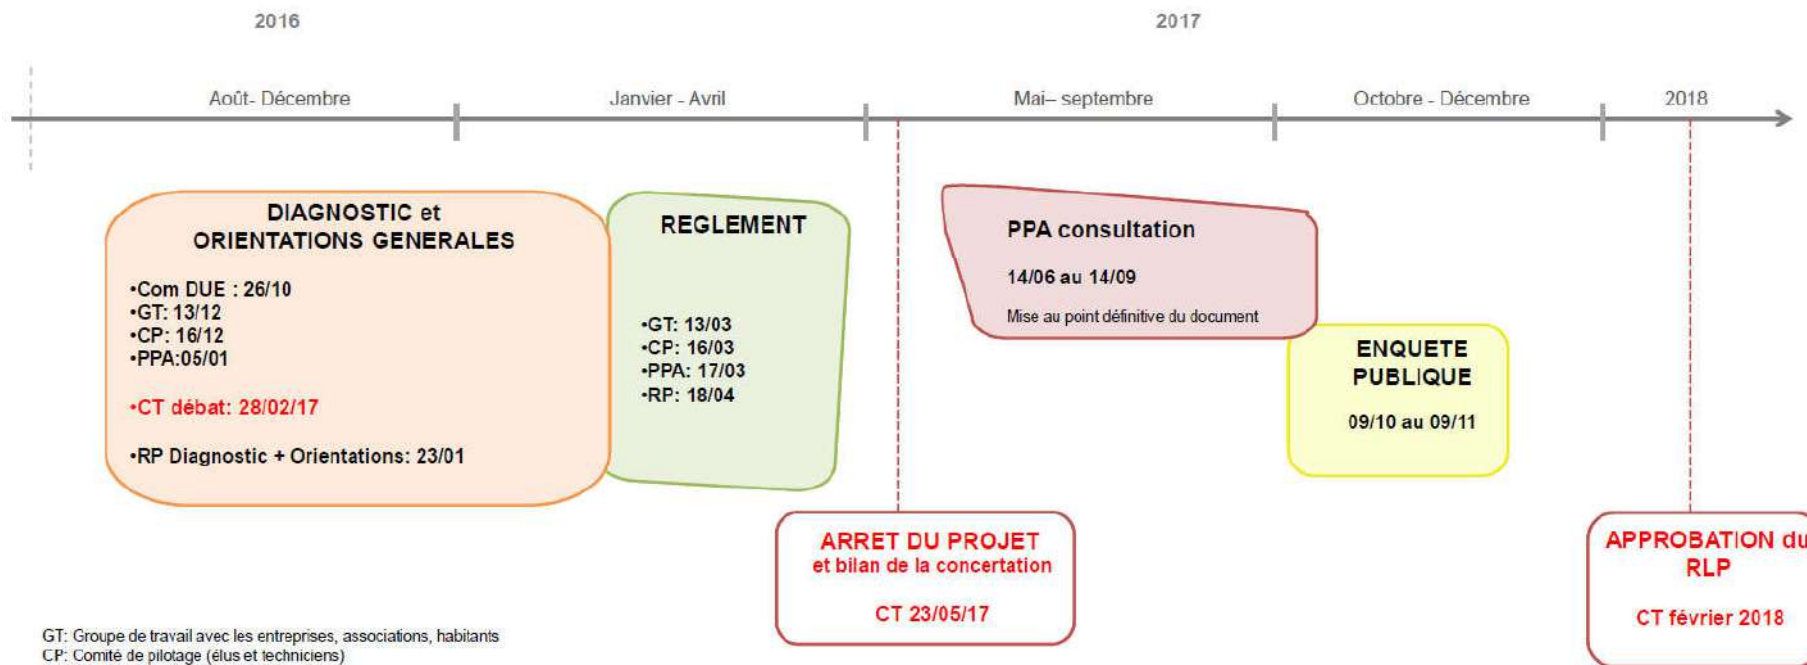 2016
2017
Août- Décembre
Janvier - Avril
Mai– septembre
Octobre - Décembre
2018
DIAGNOSTIC et
ORIENTATIONS GENERALES
•Com DUE : 26/10
•GT: 13/12
•CP: 16/12
•PPA:05/01
•CT débat: 28/02/17
•RP Diagnostic + Orientations: 23/01
REGLEMENT
•GT: 13/03
•CP: 16/03
•PPA: 17/03
•RP: 18/04
PPA consultation
14/06 au 14/09
Mise au point définitive du document
ENQUETE
PUBLIQUE
09/10 au 09/11
ARRET DU PROJET
et bilan de la concertation
CT 23/05/17
APPROBATION du
RLP
CT février 2018
GT: Groupe de travail avec les entreprises, associations, habitants
CP: Comité de pilotage (élus et techniciens)